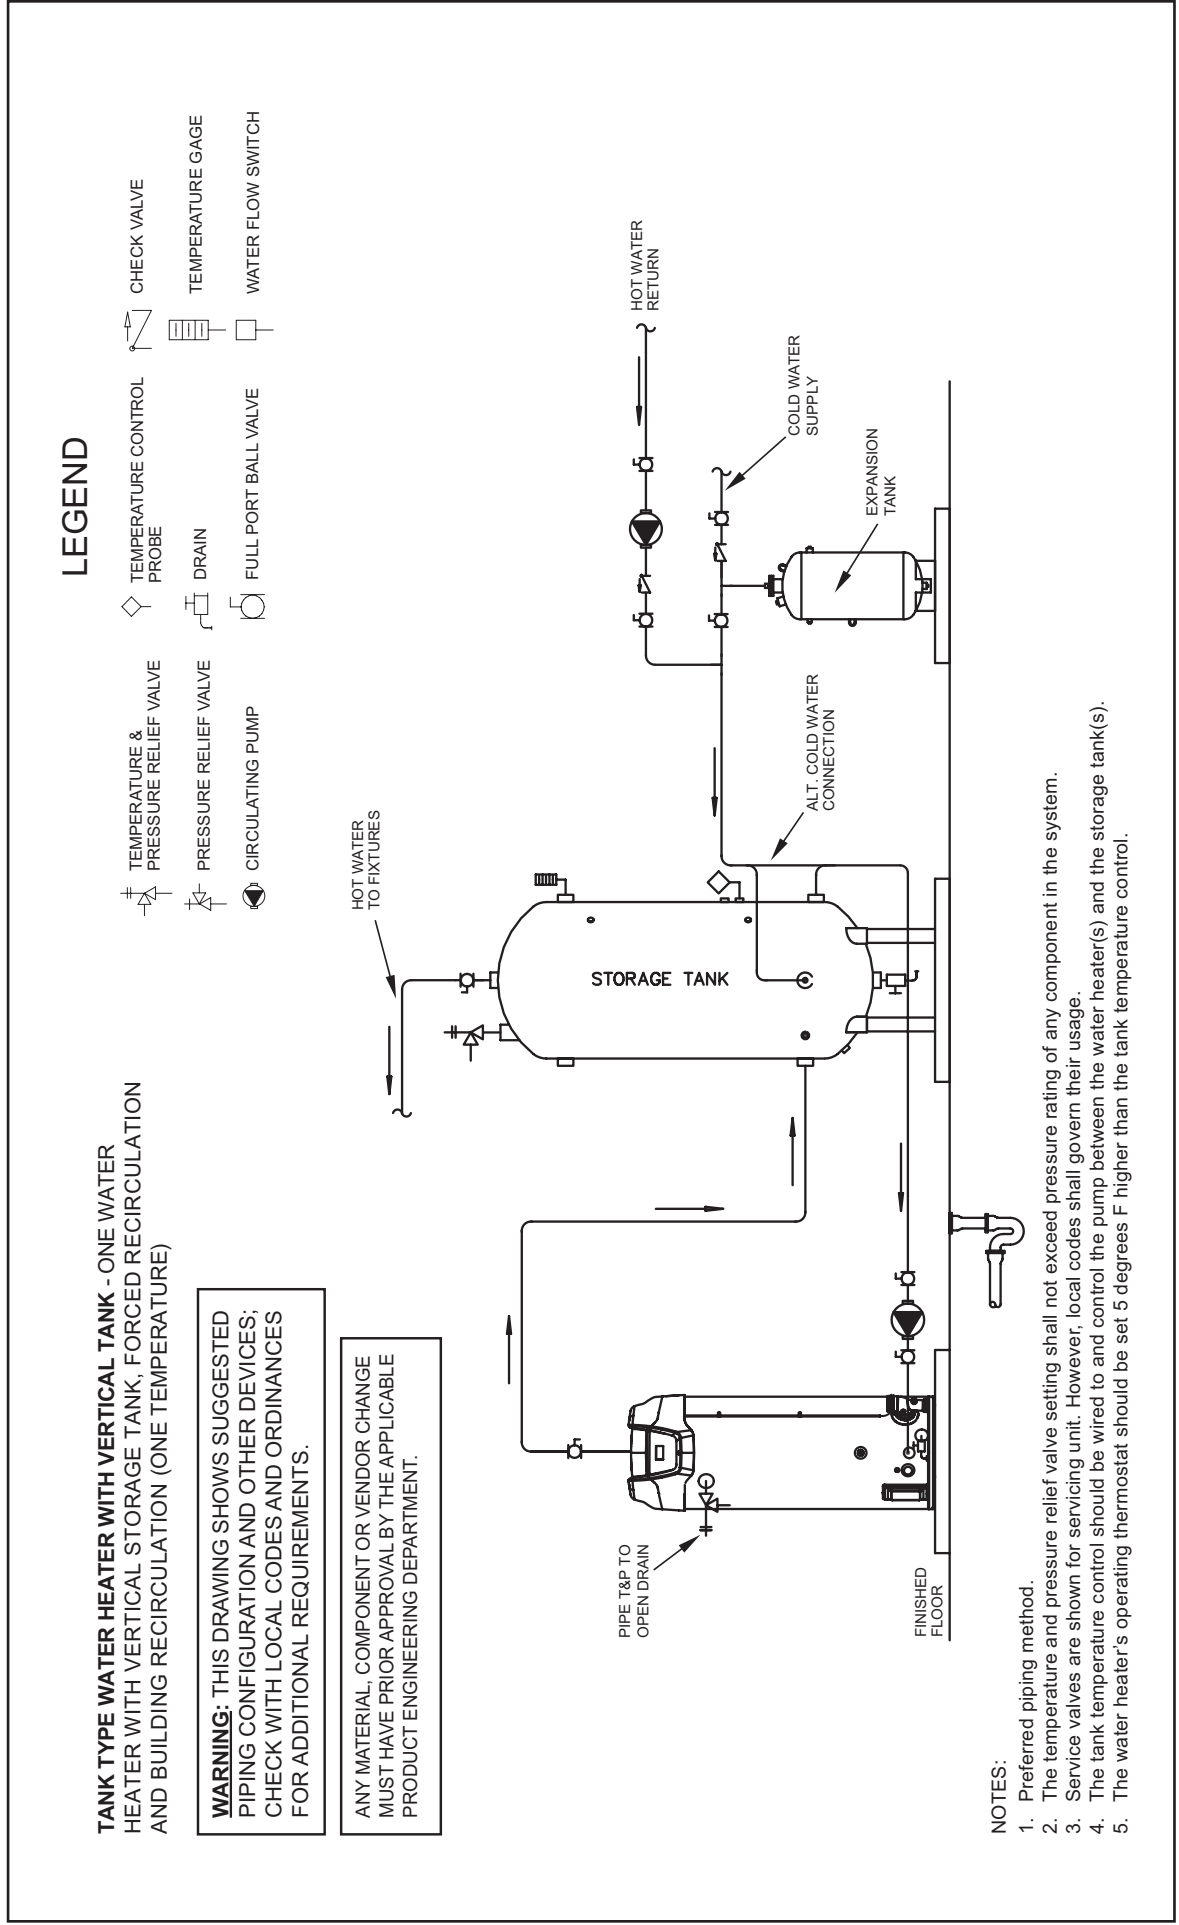 TANK TYPE WATER HEATER WITH VERTICAL TANK - ONE WATER
HEATER WITH VERTICAL STORAGE TANK, FORCED RECIRCULATION
AND BUILDING RECIRCULATION (ONE TEMPERATURE)
WARNING: THIS DRAWING SHOWS SUGGESTED
PIPING CONFIGURATION AND OTHER DEVICES;
CHECK WITH LOCAL CODES AND ORDINANCES
FOR ADDITIONAL REQUIREMENTS.
ANY MATERIAL, COMPONENT OR VENDOR CHANGE
MUST HAVE PRIOR APPROVAL BY THE APPLICABLE
PRODUCT ENGINEERING DEPARTMENT.
LEGEND
TEMPERATURE &
PRESSURE RELIEF VALVE
PRESSURE RELIEF VALVE
CIRCULATING PUMP
TEMPERATURE CONTROL
PROBE
DRAIN
FULL PORT BALL VALVE
CHECK VALVE
TEMPERATURE GAGE
WATER FLOW SWITCH
HOT WATER
TO FIXTURES
STORAGE TANK
HOT WATER
RETURN
COLD WATER
SUPPLY
EXPANSION
TANK
ALT. COLD WATER
CONNECTION
PIPE T&P TO
OPEN DRAIN
FINISHED
FLOOR
NOTES:
1. Preferred piping method.
2. The temperature and pressure relief valve setting shall not exceed pressure rating of any component in the system.
3. Service valves are shown for servicing unit. However, local codes shall govern their usage.
4. The tank temperature control should be wired to and control the pump between the water heater(s) and the storage tank(s).
5. The water heater's operating thermostat should be set 5 degrees F higher than the tank temperature control.